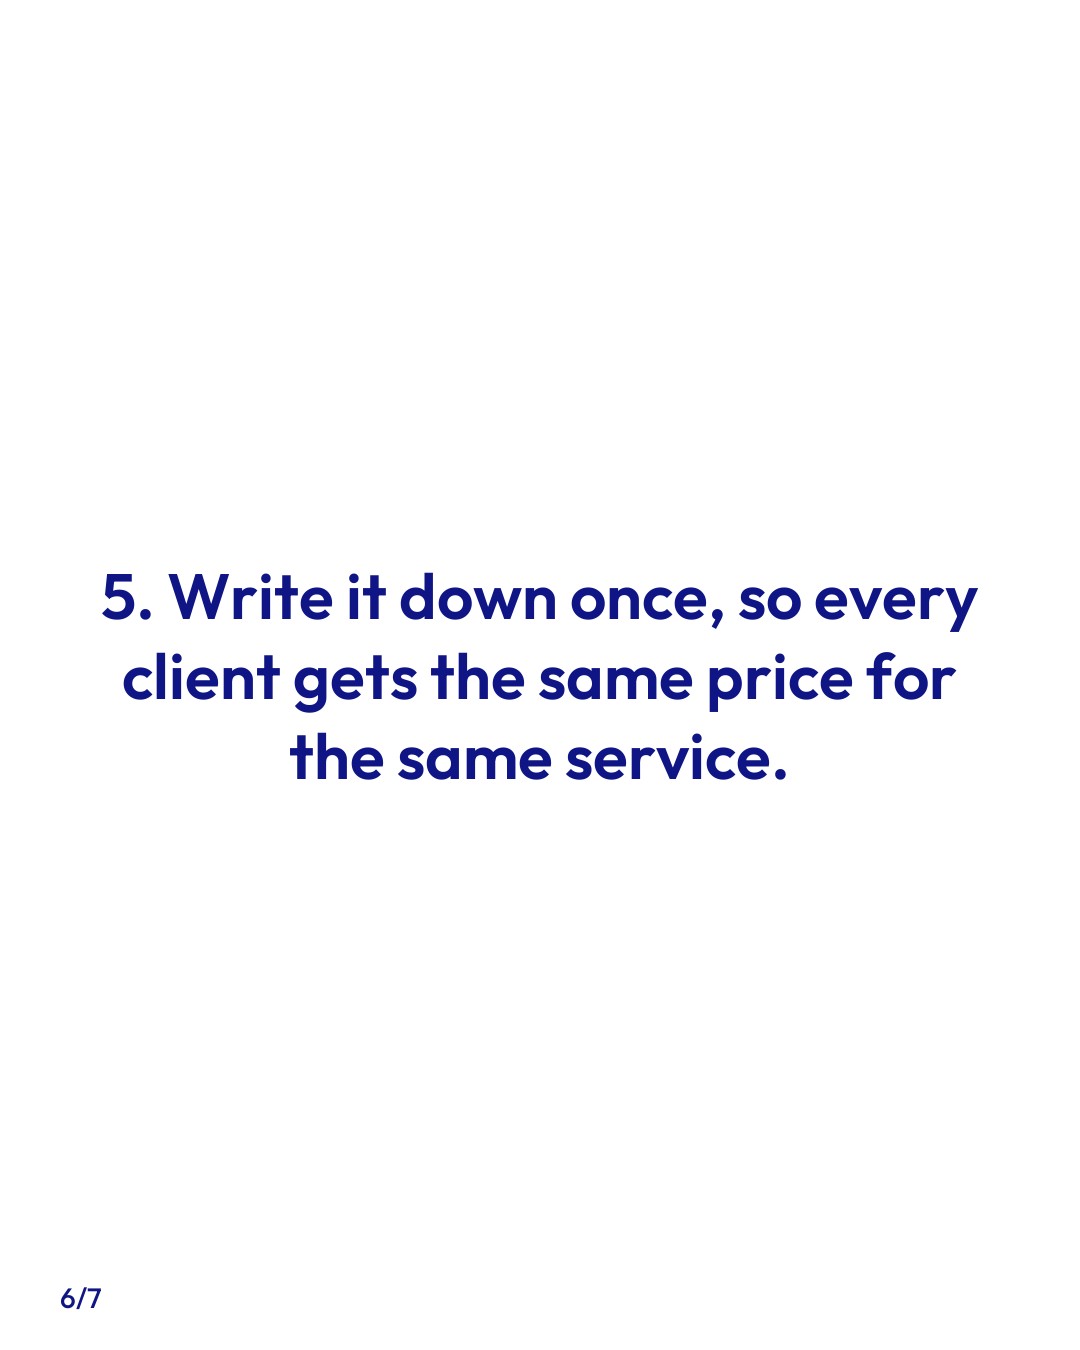 5. Write it down once, so every
client gets the same price for
the same service.
6/7